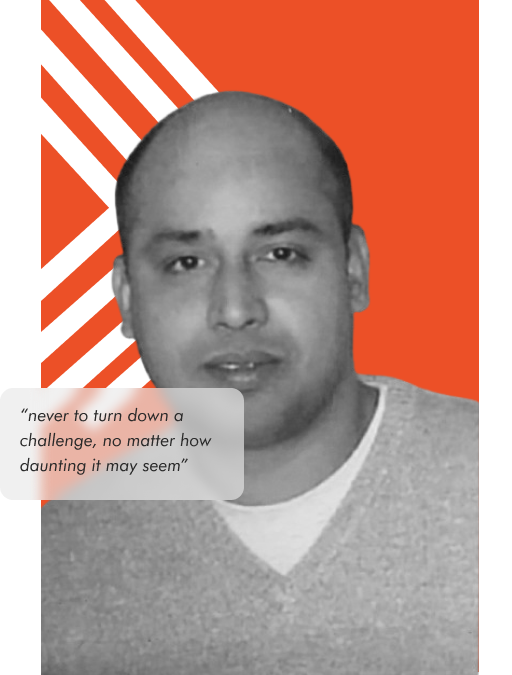 “never to turn down a
challenge, no matter how
daunting it may seem”